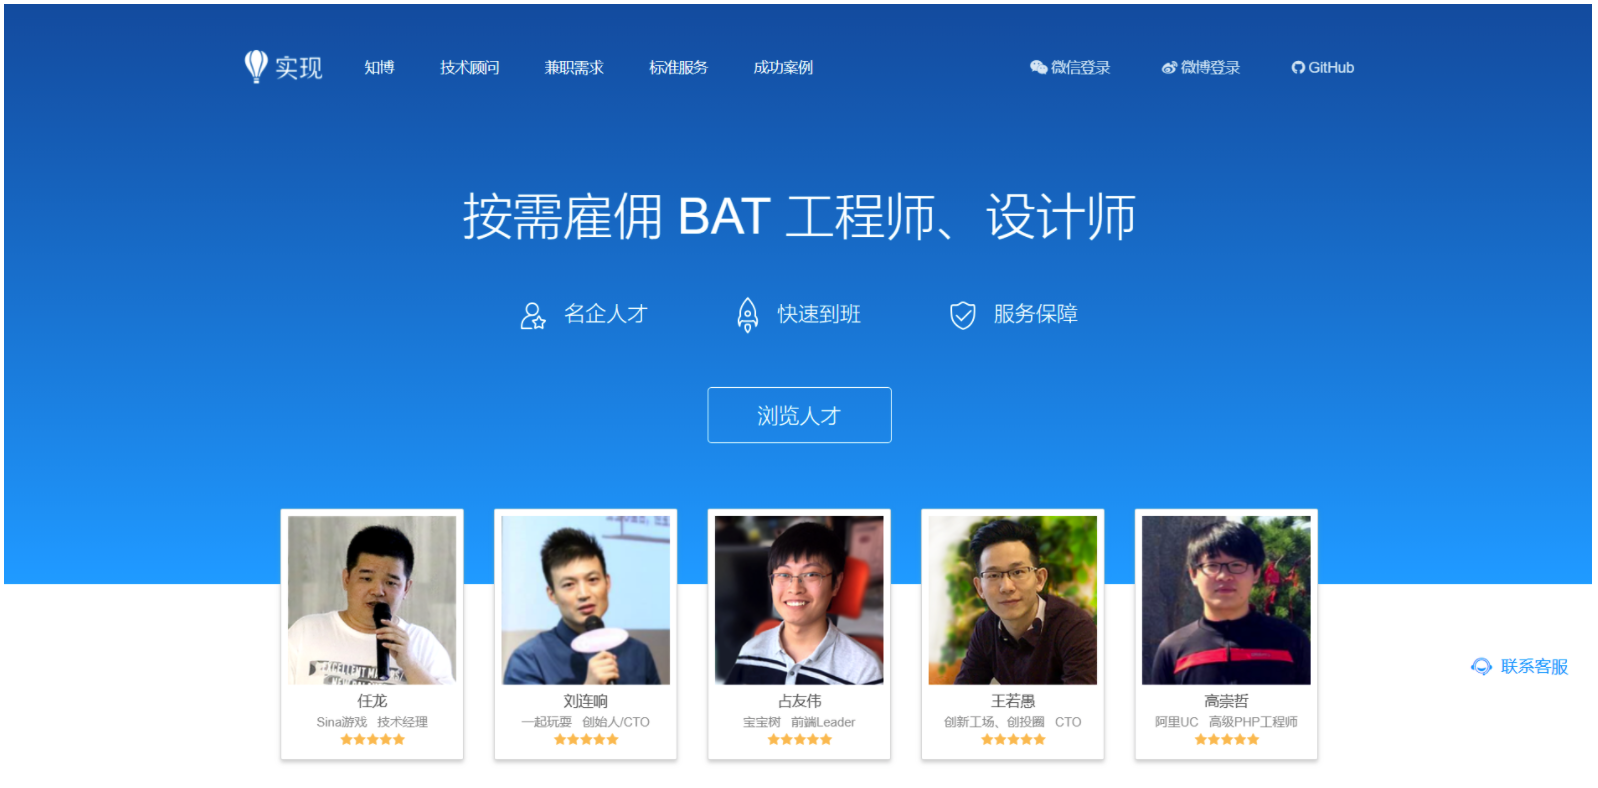 实现 知博 技术顾问 兼职需求 标准服务 成功案例 微信登录 微博登录 GitHub
按需雇佣 BAT 工程师、设计师
名企人才 快速到班 服务保障
浏览人才
EXCELLENT
任龙 刘连响 占友伟 王若愚 高崇哲
Sina游戏 技术经理 一起玩耍 创始人/CTO 宝宝树 前端Leader 创新工场、创投圈 CTO 阿里UC 高级PHP工程师
联系客服